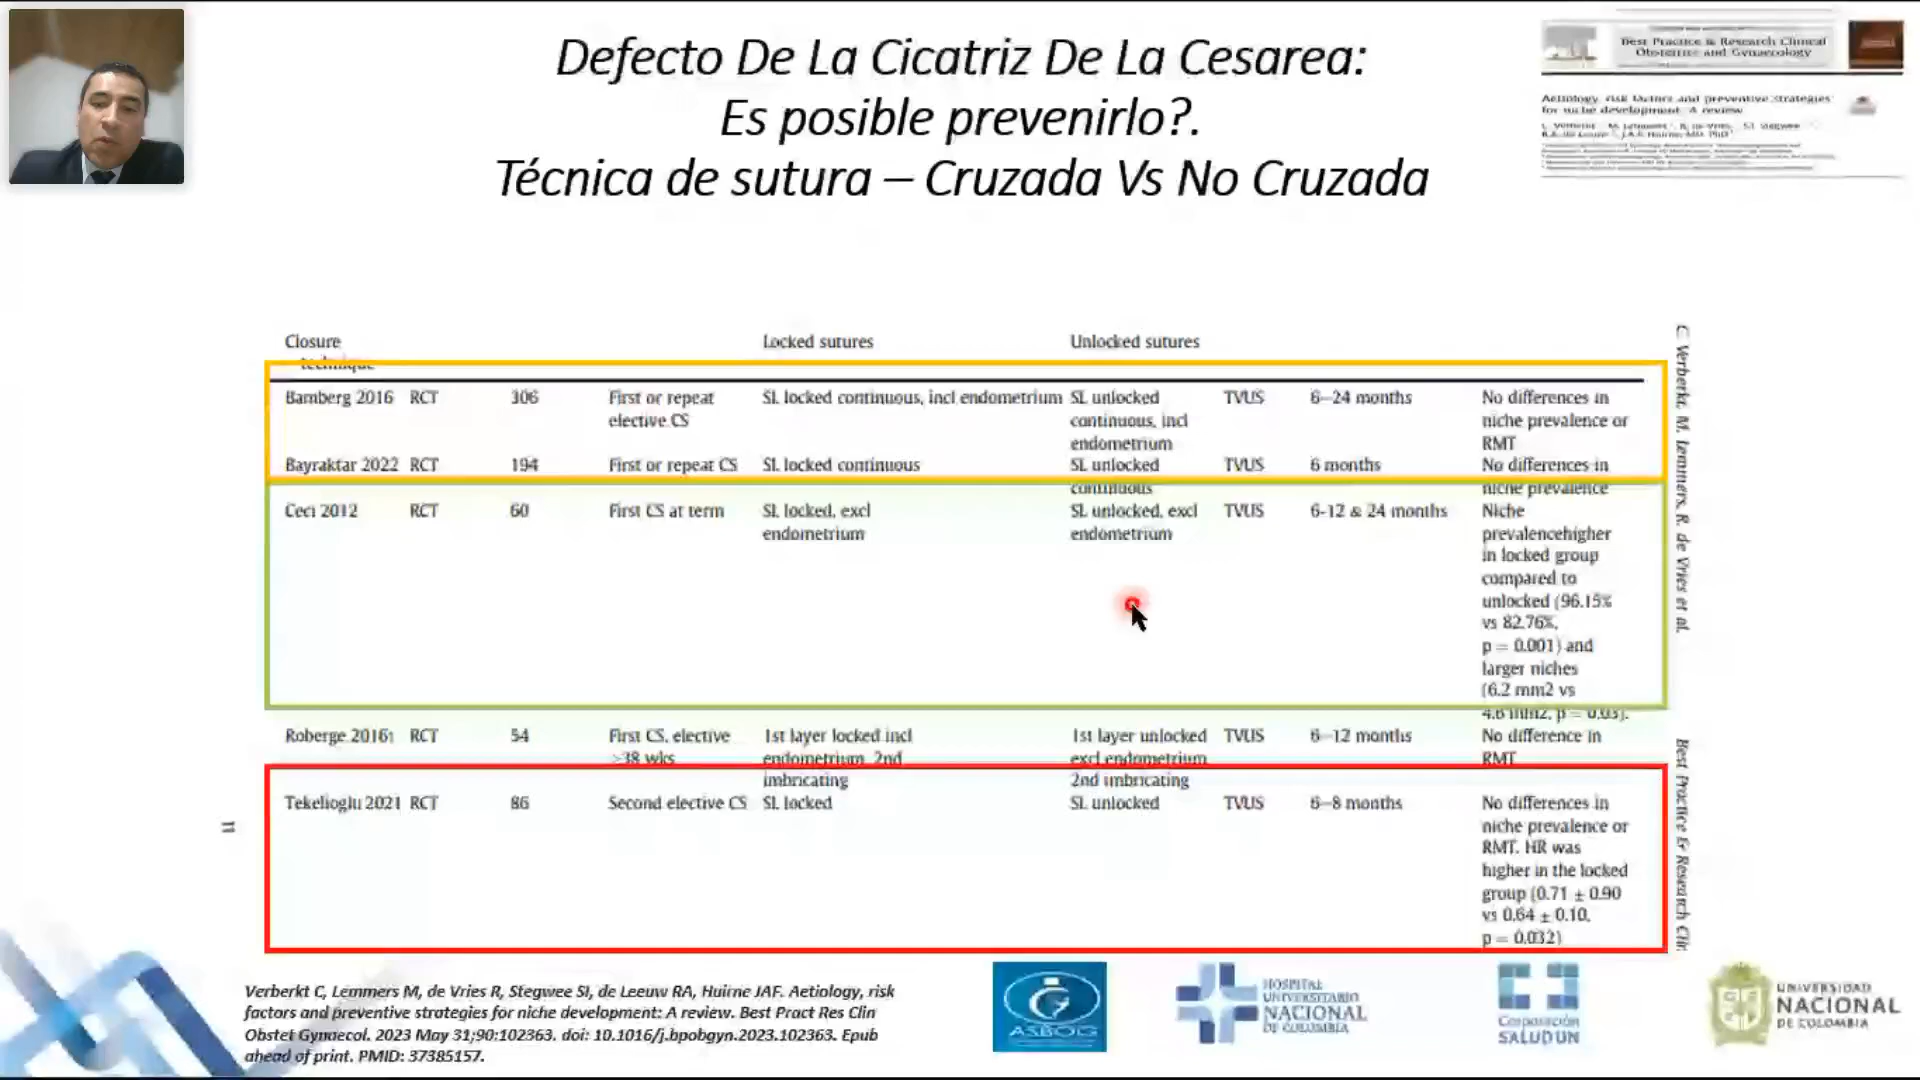 Defecto De La Cicatriz De La Cesarea:
Es posible prevenirlo?.
Técnica de sutura – Cruzada Vs No Cruzada
Best Practice & Research Clinical
Obstetrics and Gynaecology
Aetiology, risk factors and preventive strategies
for niche development: A review
Closure technique Locked sutures Unlocked sutures
Bamberg 2016 RCT 306 First or repeat elective CS SL locked continuous, incl endometrium SL unlocked continuous, incl endometrium TVUS 6–24 months No differences in niche prevalence or RMT
Bayraktar 2022 RCT 194 First or repeat CS SL locked continuous SL unlocked continuous TVUS 6 months No differences in niche prevalence
Ceci 2012 RCT 60 First CS at term SL locked, excl endometrium SL unlocked, excl endometrium TVUS 6-12 & 24 months Niche prevalencehigher in locked group compared to unlocked (96.15% vs 82.76%, p = 0.001) and larger niches (6.2 mm2 vs 4.6 mm2, p = 0.03).
Roberge 2016 RCT 54 First CS, elective >38 wks 1st layer locked incl endometrium, 2nd imbricating 1st layer unlocked excl endometrium 2nd imbricating TVUS 6–12 months No difference in RMT
Tekelioglu 2021 RCT 86 Second elective CS SL locked SL unlocked TVUS 6–8 months No differences in niche prevalence or RMT. HR was higher in the locked group (0.71 ± 0.90 vs 0.64 ± 0.10, p = 0.032)
C. Verberkt, M. Lemmers, R. de Vries et al.
Best Practice & Research Clin
11
Verberkt C, Lemmers M, de Vries R, Stegwee SI, de Leeuw RA, Huirne JAF. Aetiology, risk
factors and preventive strategies for niche development: A review. Best Pract Res Clin
Obstet Gynaecol. 2023 May 31;90:102363. doi: 10.1016/j.bpobgyn.2023.102363. Epub
ahead of print. PMID: 37385157.
ASBOG
HOSPITAL
UNIVERSITARIO
NACIONAL
DE COLOMBIA
Corporación
SALUD UN
UNIVERSIDAD
NACIONAL
DE COLOMBIA